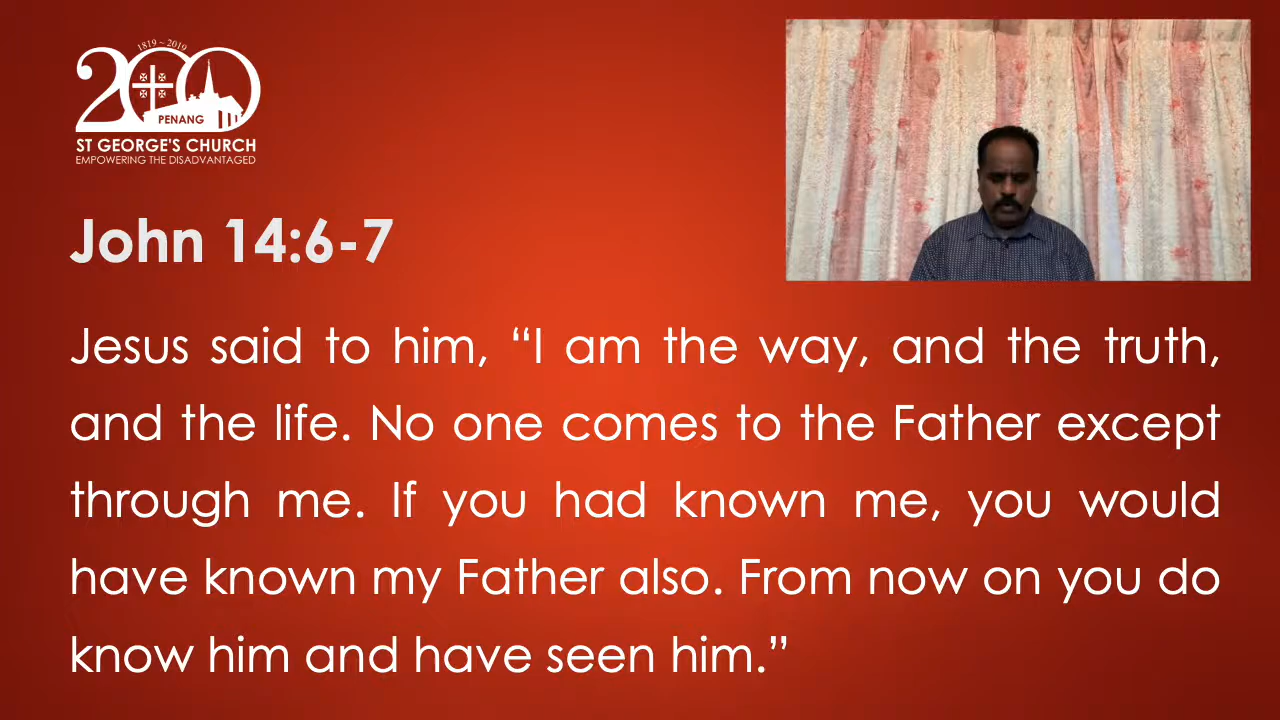 1819 ~ 2019
200
PENANG
ST GEORGE'S CHURCH
EMPOWERING THE DISADVANTAGED
John 14:6-7
Jesus said to him, “I am the way, and the truth,
and the life. No one comes to the Father except
through me. If you had known me, you would
have known my Father also. From now on you do
know him and have seen him.”